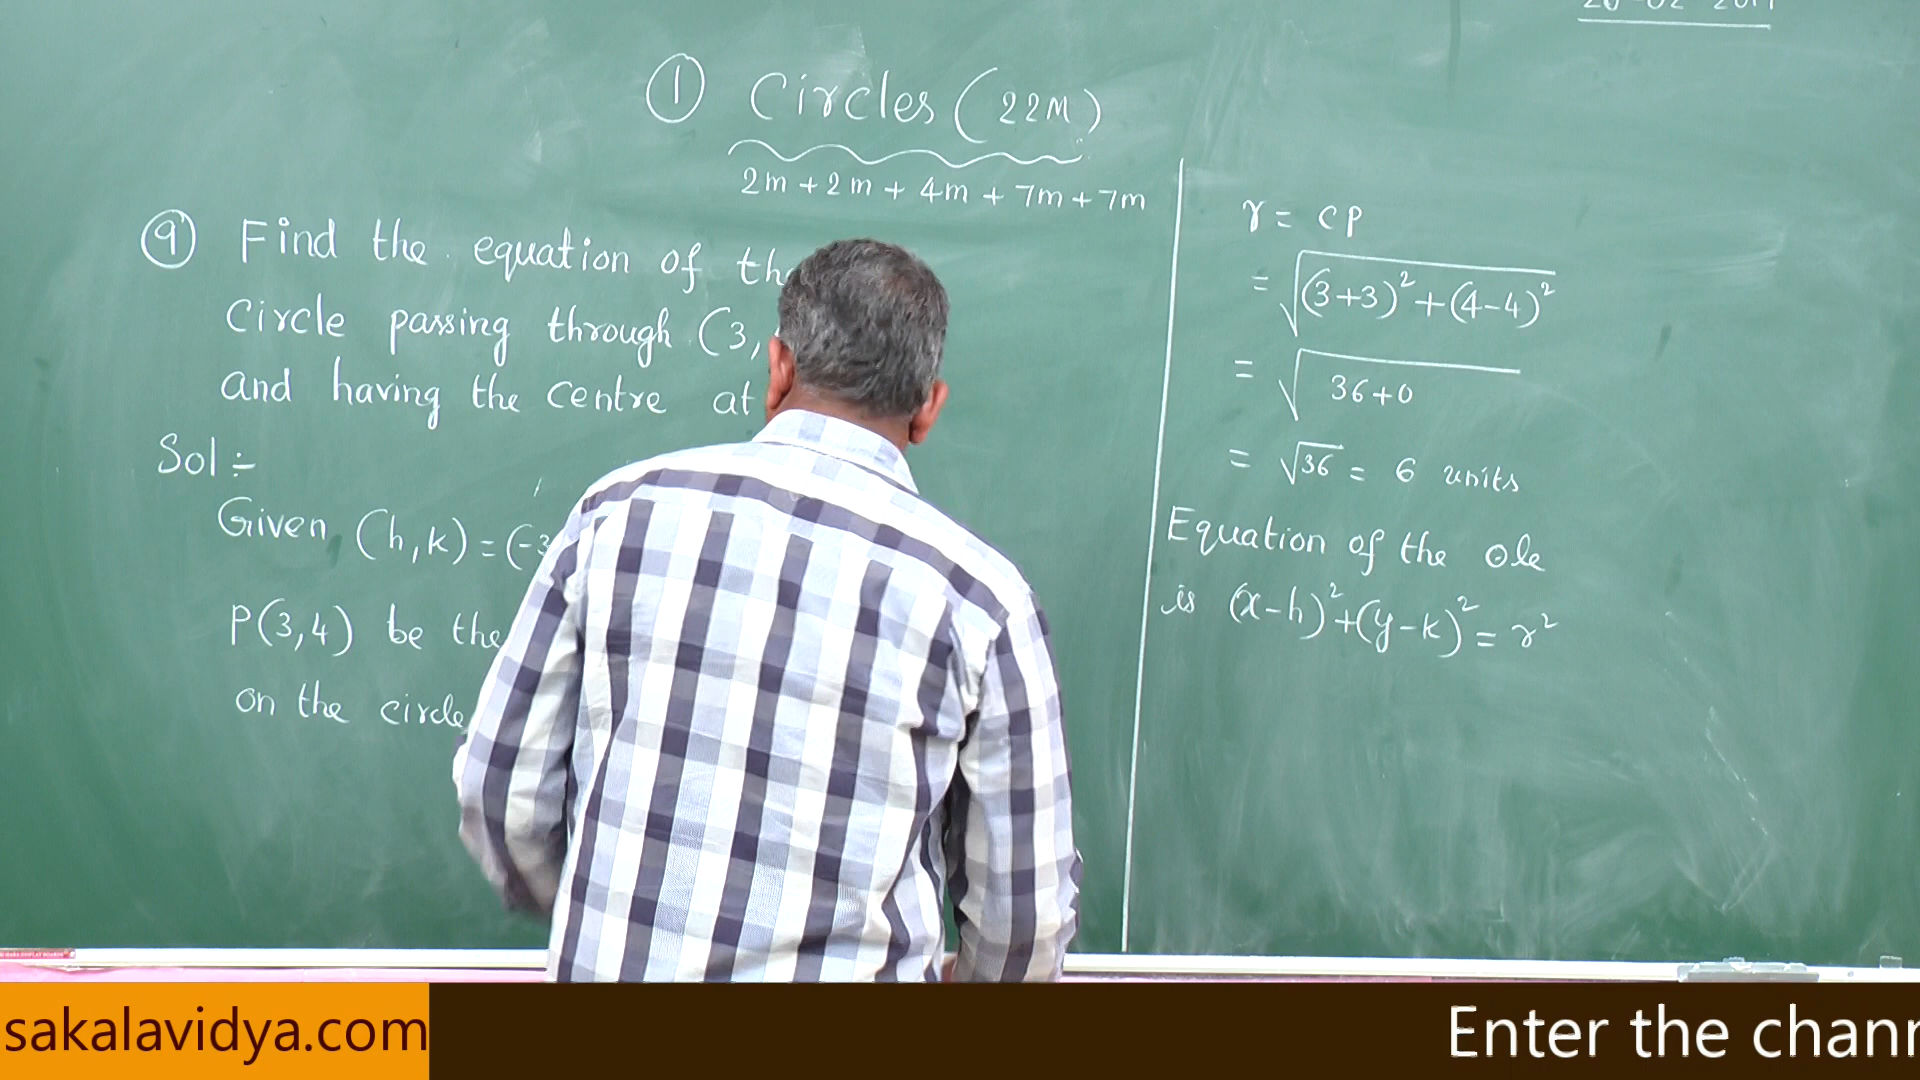 ① Circles (22M)
2m + 2m + 4m + 7m + 7m
⑨ Find the equation of
Circle passing through (3,
and having the centre at
Sol :-
Given (h, k) = (-3
P(3,4) be the
on the circle
r = CP
= √(3+3)² + (4-4)²
= √36+0
= √36 = 6 units
Equation of the ⊙le
is (x-h)² + (y-k)² = r²
sakalavidya.com
Enter the